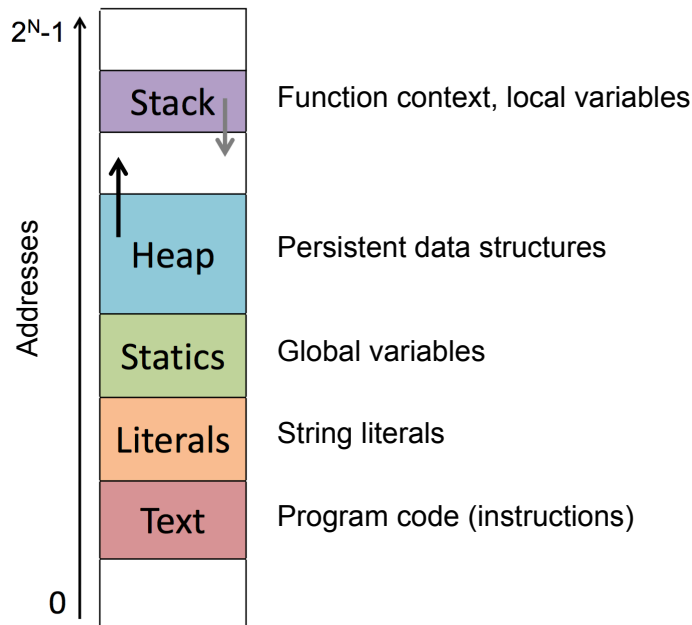 2ᴺ-1
Stack
Function context, local variables
Addresses
Heap
Persistent data structures
Statics
Global variables
Literals
String literals
Text
Program code (instructions)
0